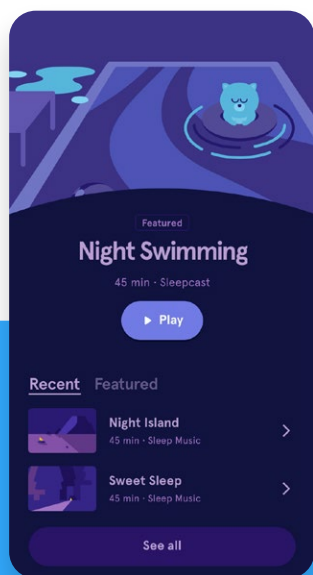 Featured
Night Swimming
45 min · Sleepcast
Play
Recent Featured
Night Island
45 min · Sleep Music
Sweet Sleep
45 min · Sleep Music
See all